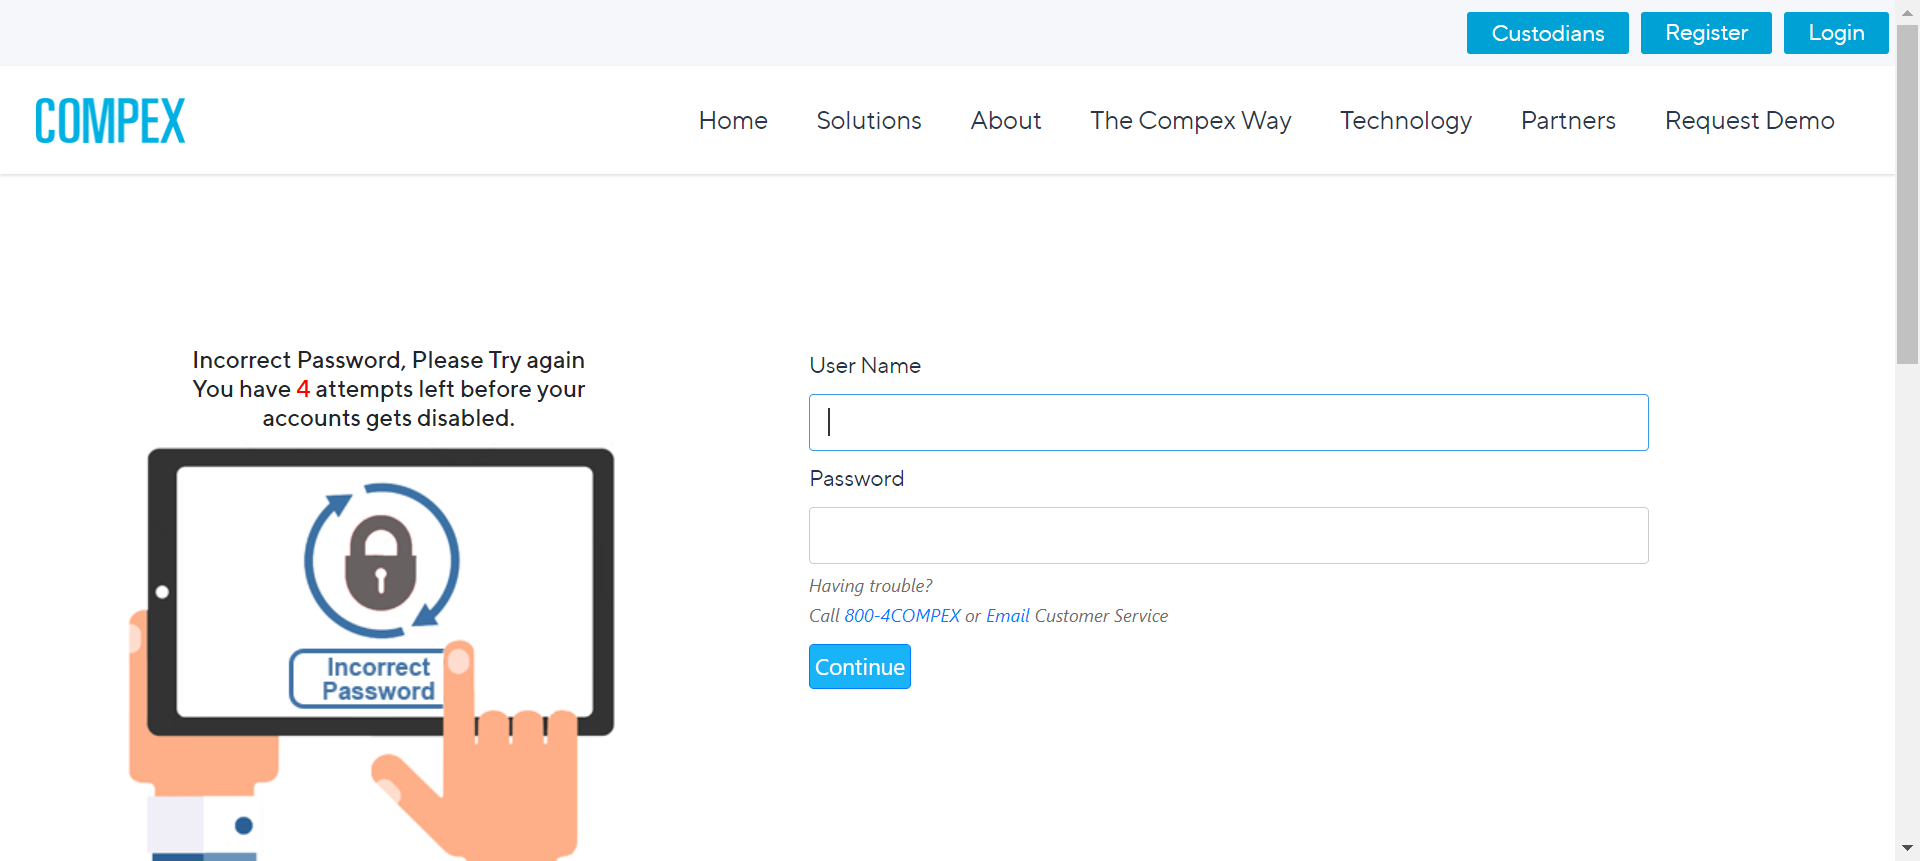 Custodians
Register
Login
COMPEX
Home
Solutions
About
The Compex Way
Technology
Partners
Request Demo
Incorrect Password, Please Try again
You have 4 attempts left before your
accounts gets disabled.
Incorrect
Password
User Name
Password
Having trouble?
Call 800-4COMPEX or Email Customer Service
Continue